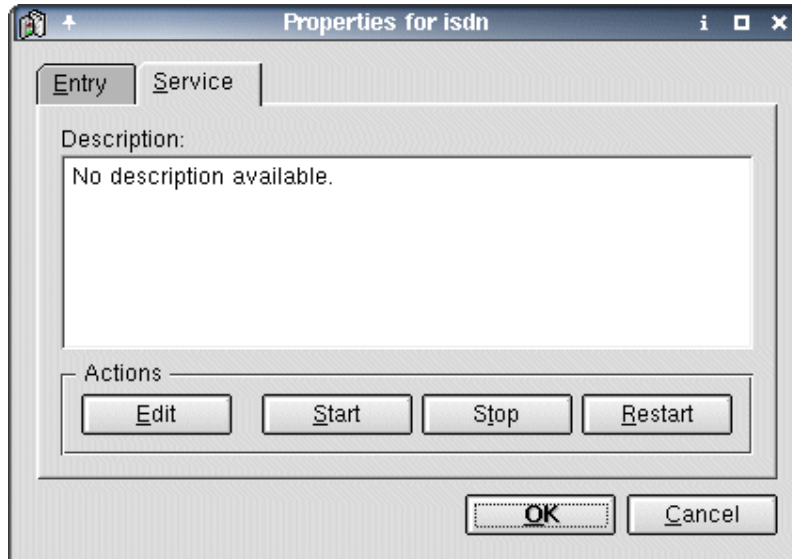 Properties for isdn
Entry Service
Description:
No description available.
Actions
Edit Start Stop Restart
OK Cancel